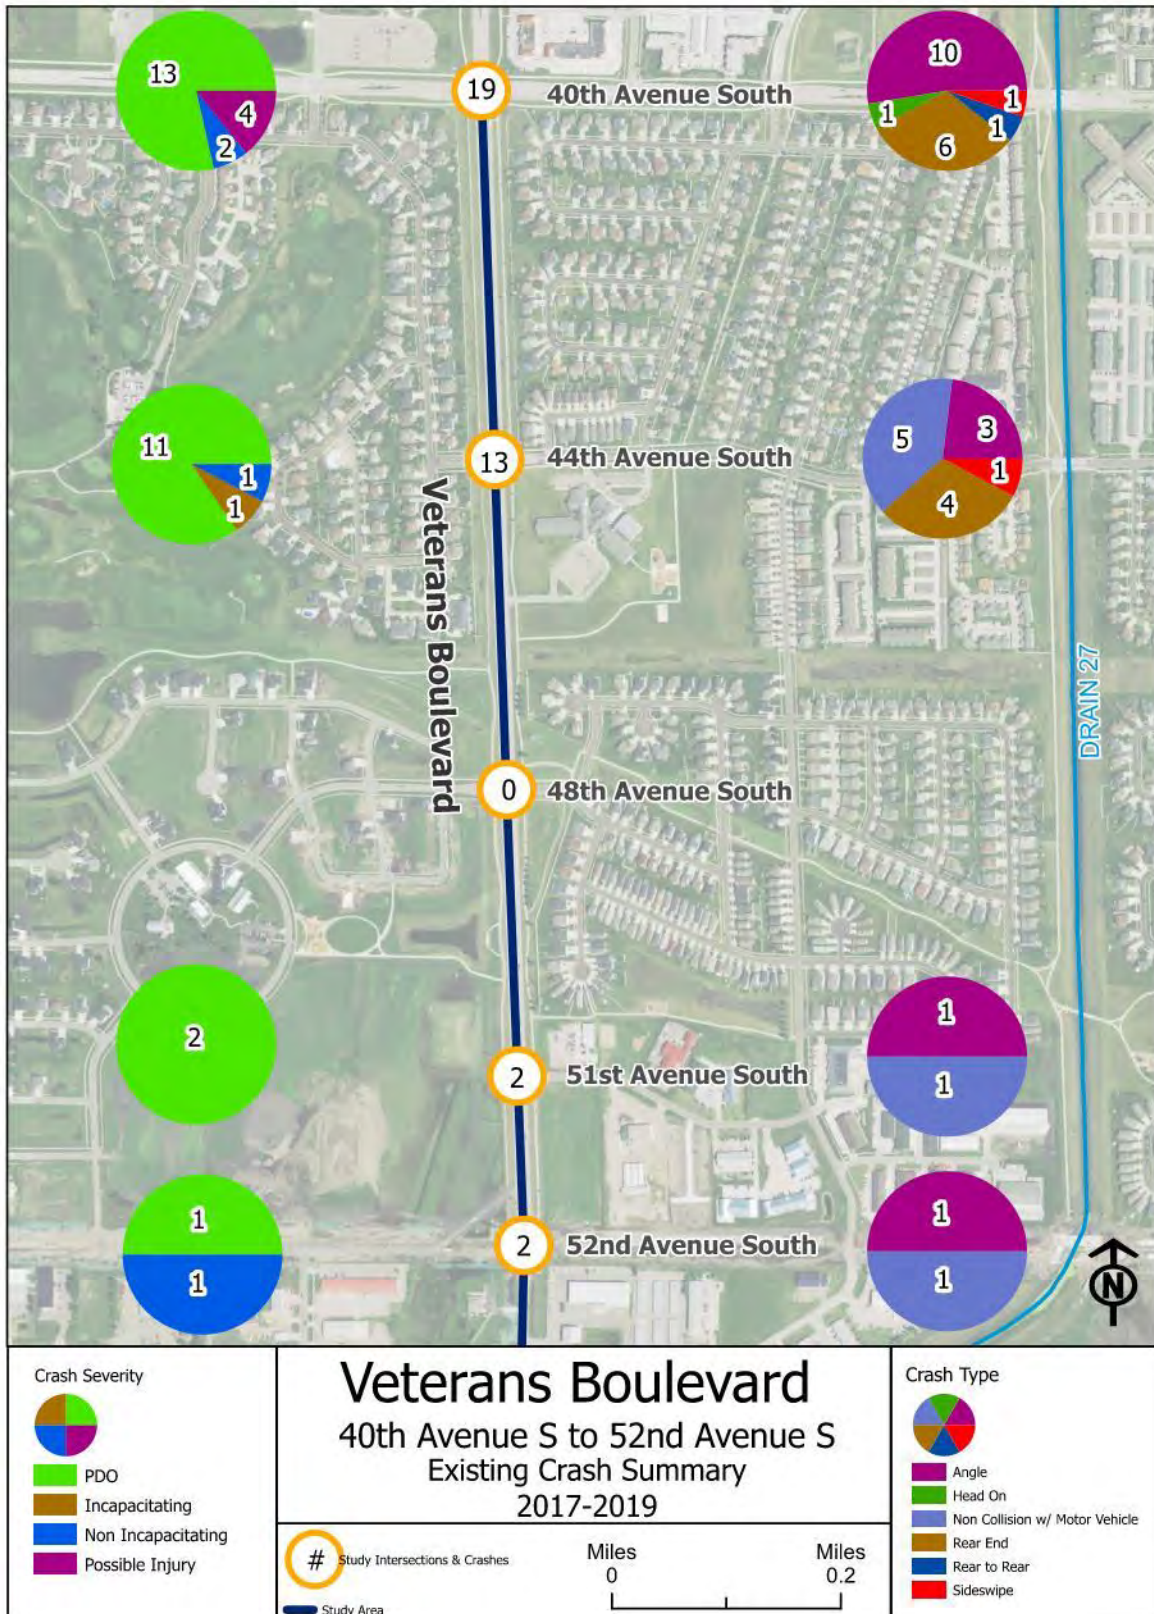 13
4
2
19
40th Avenue South
10
1
1
1
6
11
1
1
13
44th Avenue South
5
3
1
4
Veterans Boulevard
DRAIN 27
0
48th Avenue South
2
2
51st Avenue South
1
1
1
1
2
52nd Avenue South
1
1
N
Crash Severity
PDO
Incapacitating
Non Incapacitating
Possible Injury
Veterans Boulevard
40th Avenue S to 52nd Avenue S
Existing Crash Summary
2017-2019
# Study Intersections & Crashes
Study Area
Miles Miles
0 0.2
Crash Type
Angle
Head On
Non Collision w/ Motor Vehicle
Rear End
Rear to Rear
Sideswipe